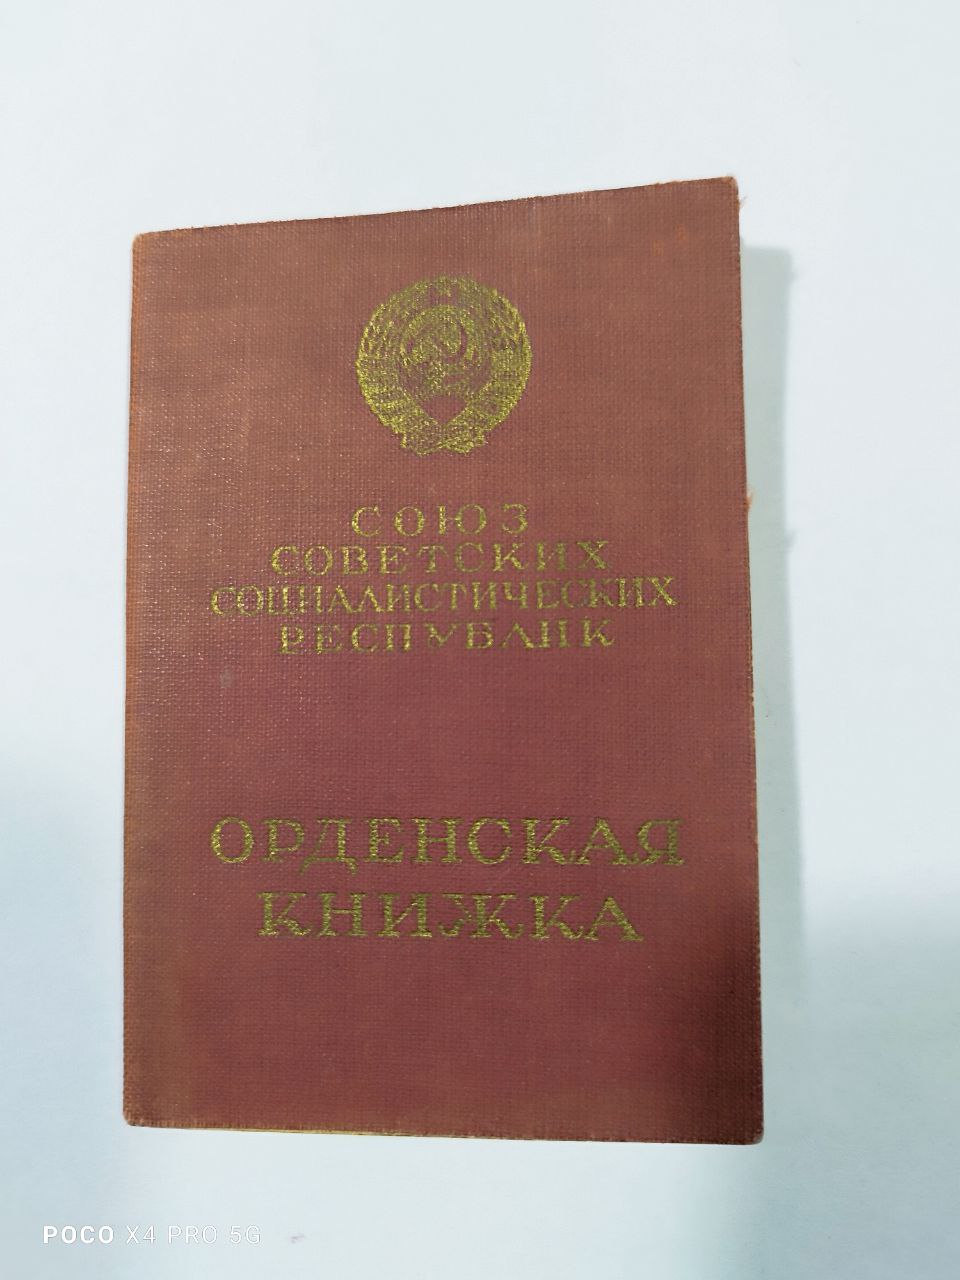 СОЮЗ
СОВЕТСКИХ
СОЦИАЛИСТИЧЕСКИХ
РЕСПУБЛИК
ОРДЕНСКАЯ
КНИЖКА
POCO X4 PRO 5G